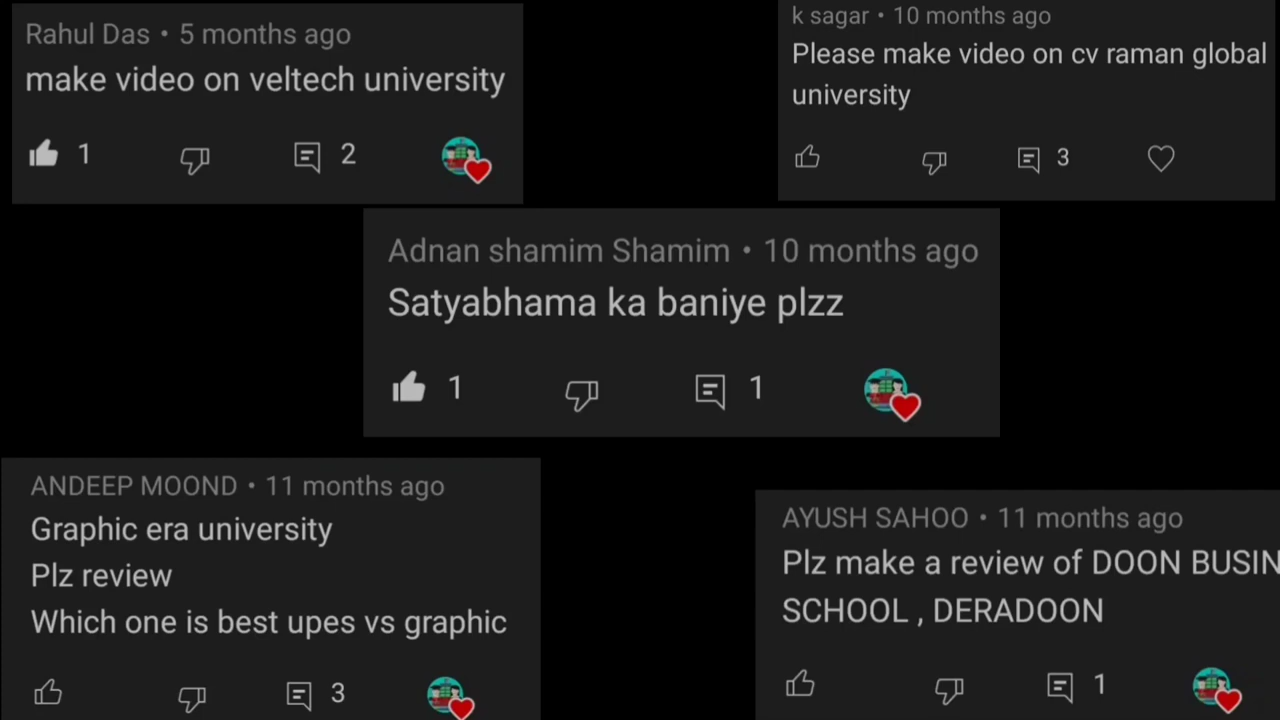 Rahul Das • 5 months ago
make video on veltech university
1
2
k sagar • 10 months ago
Please make video on cv raman global
university
3
Adnan shamim Shamim • 10 months ago
Satyabhama ka baniye plzz
1
1
ANDEEP MOOND • 11 months ago
Graphic era university
Plz review
Which one is best upes vs graphic
3
AYUSH SAHOO • 11 months ago
Plz make a review of DOON BUSIN
SCHOOL , DERADOON
1